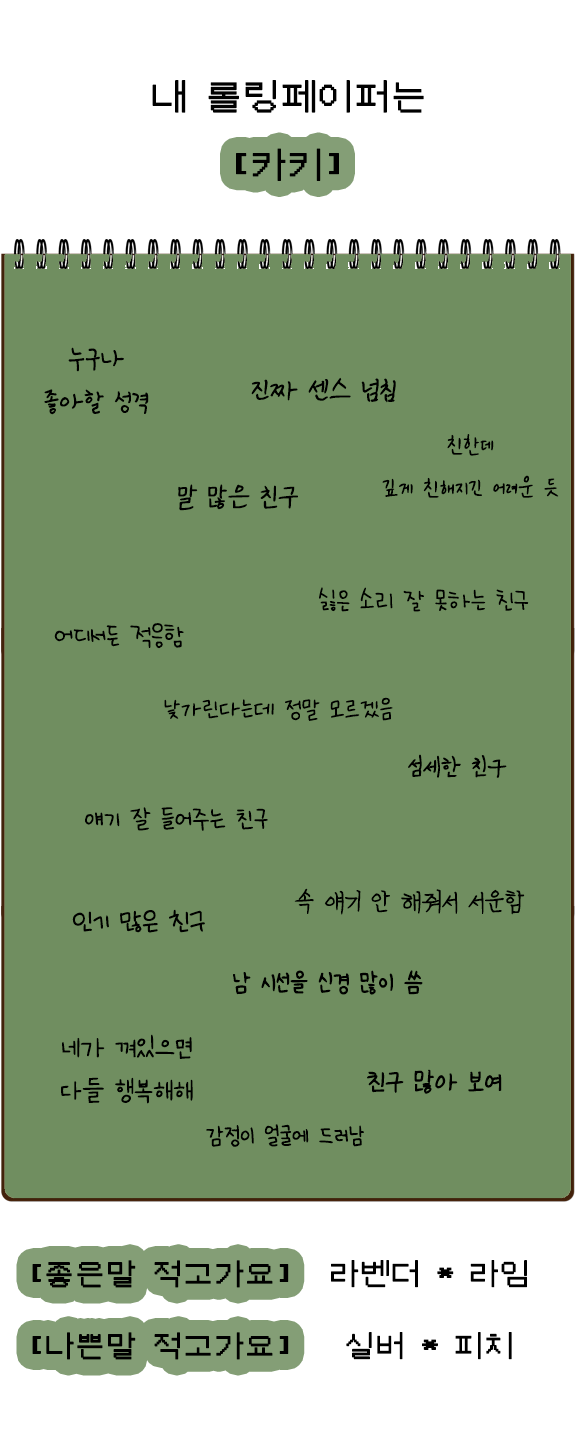 내 롤링페이퍼는
[카키]
누구나
좋아할 성격
진짜 센스 넘침
친한데
깊게 친해지긴 어려운 듯
말 많은 친구
싫은 소리 잘 못하는 친구
어디서든 적응함
낯가린다는데 정말 모르겠음
섬세한 친구
얘기 잘 들어주는 친구
속 얘기 안 해줘서 서운함
인기 많은 친구
남 시선을 신경 많이 씀
네가 껴있으면
다들 행복해해
친구 많아 보여
감정이 얼굴에 드러남
[좋은말 적고가요] 라벤더 * 라임
[나쁜말 적고가요] 실버 * 피치